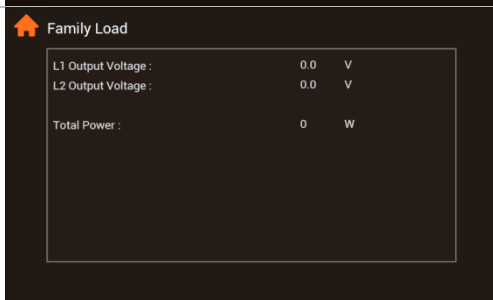 Family Load
L1 Output Voltage : 0.0 V
L2 Output Voltage : 0.0 V
Total Power : 0 W